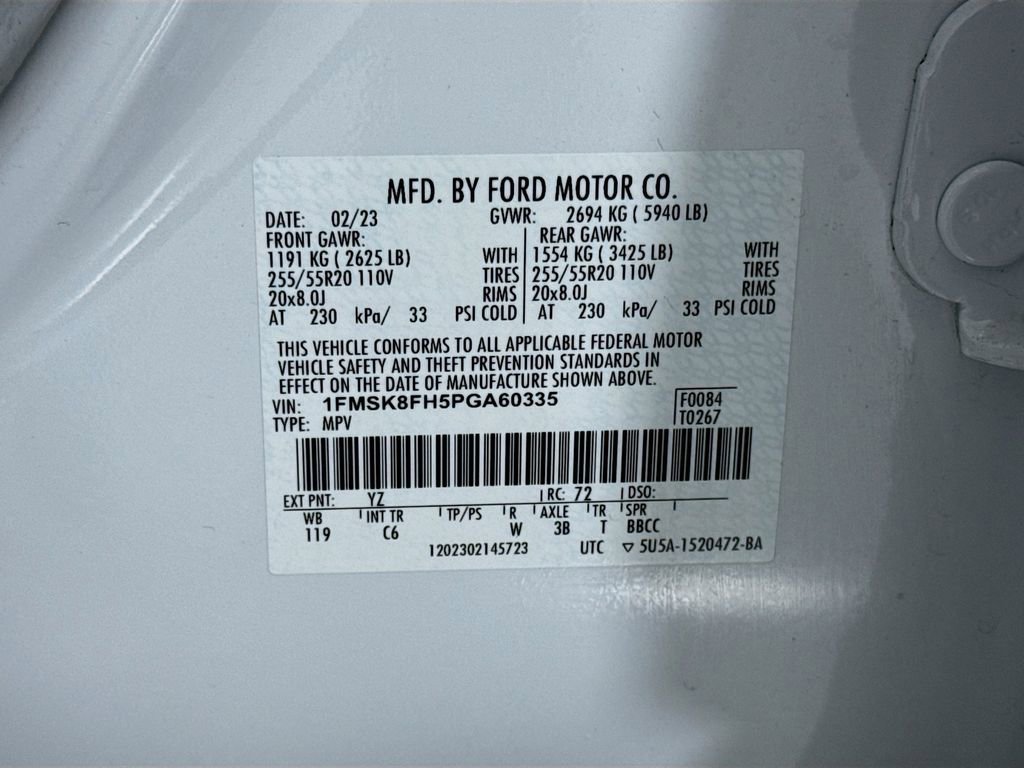 MFD. BY FORD MOTOR CO.
DATE: 02/23 GVWR: 2694 KG ( 5940 LB)
FRONT GAWR: REAR GAWR:
1191 KG ( 2625 LB) WITH 1554 KG ( 3425 LB) WITH
255/55R20 110V TIRES 255/55R20 110V TIRES
20x8.0J RIMS 20x8.0J RIMS
AT 230 kPa/ 33 PSI COLD AT 230 kPa/ 33 PSI COLD
THIS VEHICLE CONFORMS TO ALL APPLICABLE FEDERAL MOTOR
VEHICLE SAFETY AND THEFT PREVENTION STANDARDS IN
EFFECT ON THE DATE OF MANUFACTURE SHOWN ABOVE.
VIN: 1FMSK8FH5PGA60335 F0084
TYPE: MPV T0267
EXT PNT: YZ RC: 72 DSO:
WB INT TR TP/PS R AXLE TR SPR
119 C6 W 3B T BBCC
1202302145723 UTC ▽ 5U5A-1520472-BA